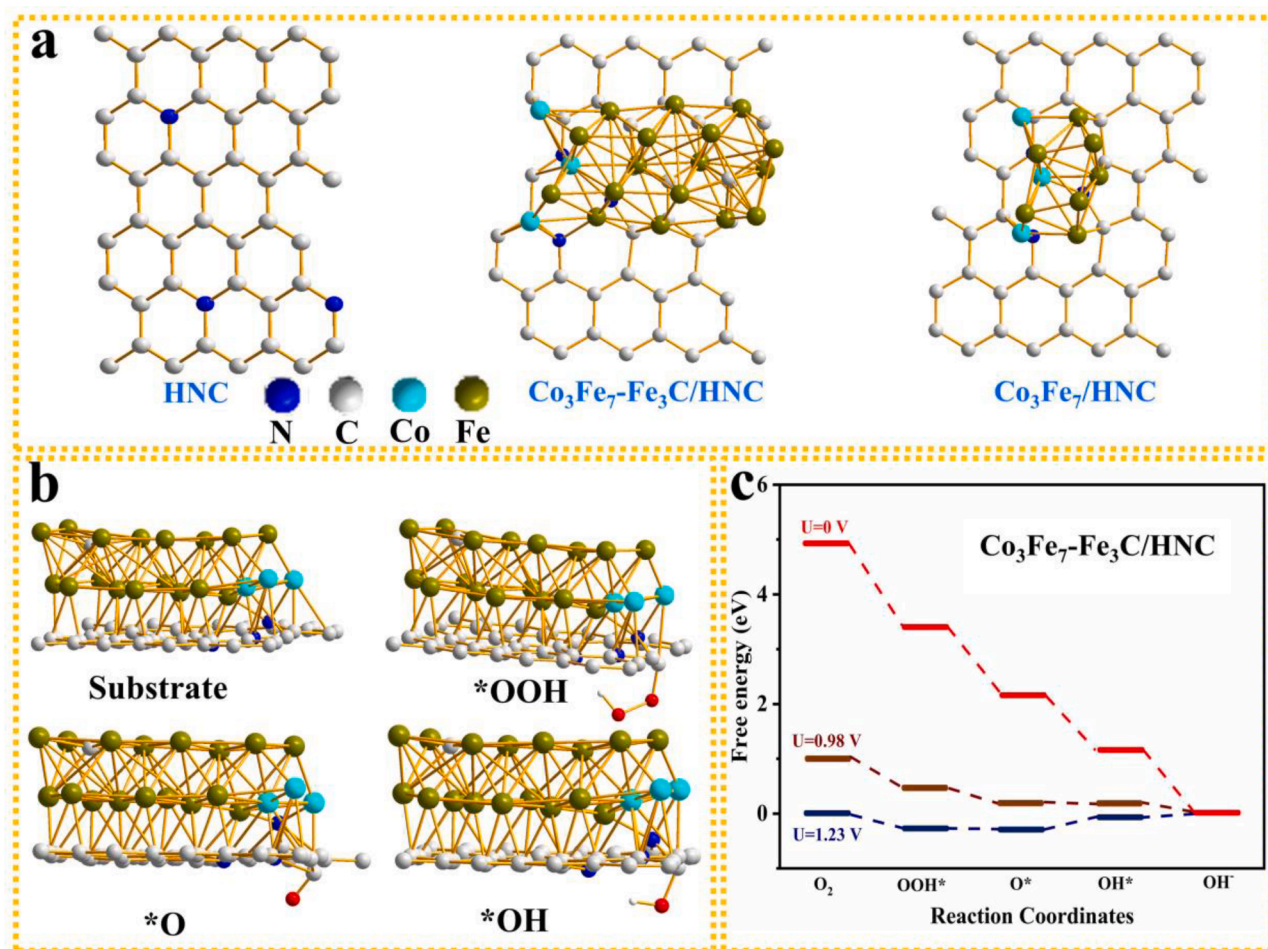 a
HNC
N
C
Co
Fe
Co₃Fe₇-Fe₃C/HNC
Co₃Fe₇/HNC
b
Substrate
*OOH
*O
*OH
c
Co₃Fe₇-Fe₃C/HNC
Free energy (eV)
6
4
2
0
U=0 V
U=0.98 V
U=1.23 V
O₂
OOH*
O*
OH*
OH⁻
Reaction Coordinates